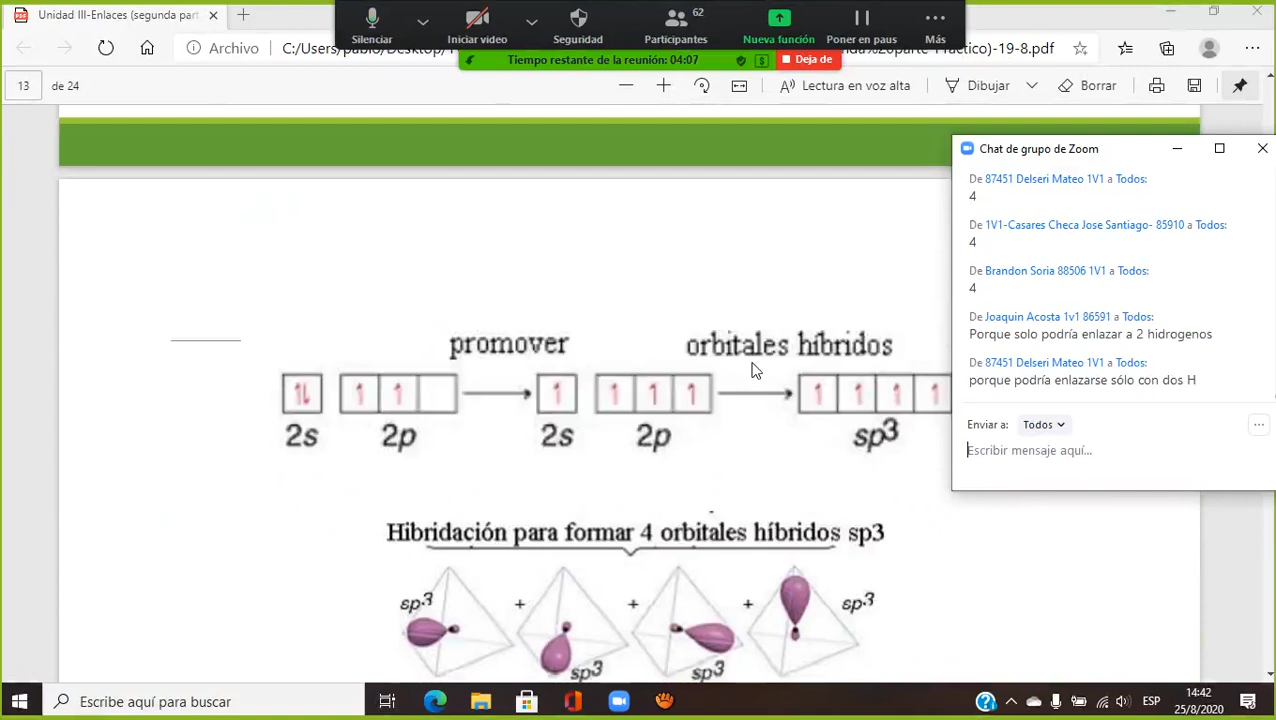 Unidad III-Enlaces (segunda part
Silenciar
Iniciar video
Seguridad
Participantes
62
Nueva función
Poner en paus
Más
Archivo
C:/Users/pablo/Desktop/
nda%20parte-Practico)-19-8.pdf
Tiempo restante de la reunión: 04:07
Deja de
13
de 24
Lectura en voz alta
Dibujar
Borrar
promover
orbitales híbridos
2s
2p
2s
2p
sp3
Hibridación para formar 4 orbitales híbridos sp3
sp3
+
+
+
sp3
sp3
sp3
Chat de grupo de Zoom
De 87451 Delseri Mateo 1V1 a Todos:
4
De 1V1-Casares Checa Jose Santiago- 85910 a Todos:
4
De Brandon Soria 88506 1V1 a Todos:
4
De Joaquin Acosta 1v1 86591 a Todos:
Porque solo podría enlazar a 2 hidrogenos
De 87451 Delseri Mateo 1V1 a Todos:
porque podría enlazarse sólo con dos H
Enviar a:
Todos
Escribir mensaje aquí...
Escribe aquí para buscar
ESP
14:42
25/8/2020